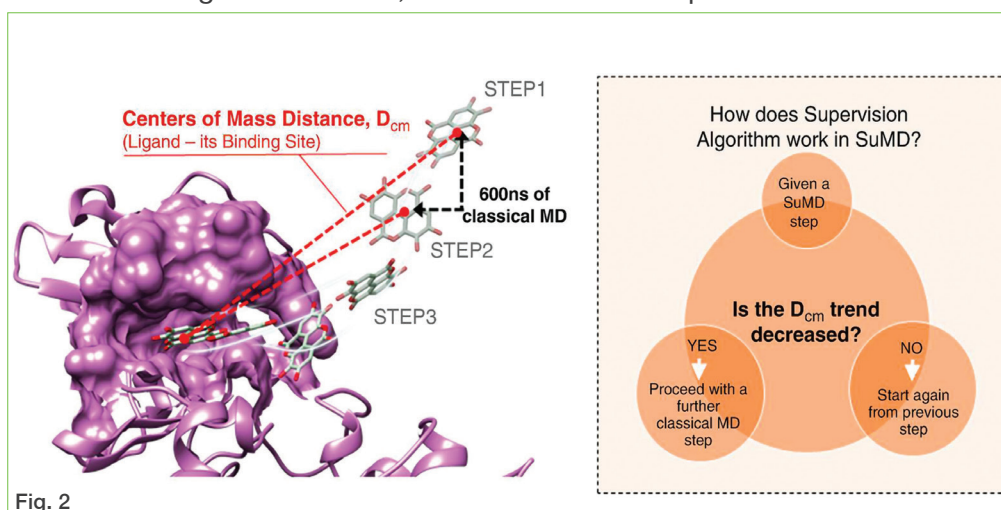 STEP1
Centers of Mass Distance, Dcm
(Ligand – its Binding Site)
600ns of
classical MD
STEP2
STEP3
How does Supervision
Algorithm work in SuMD?
Given a
SuMD
step
Is the Dcm trend
decreased?
YES
Proceed with a
further
classical MD
step
NO
Start again
from previous
step
Fig. 2